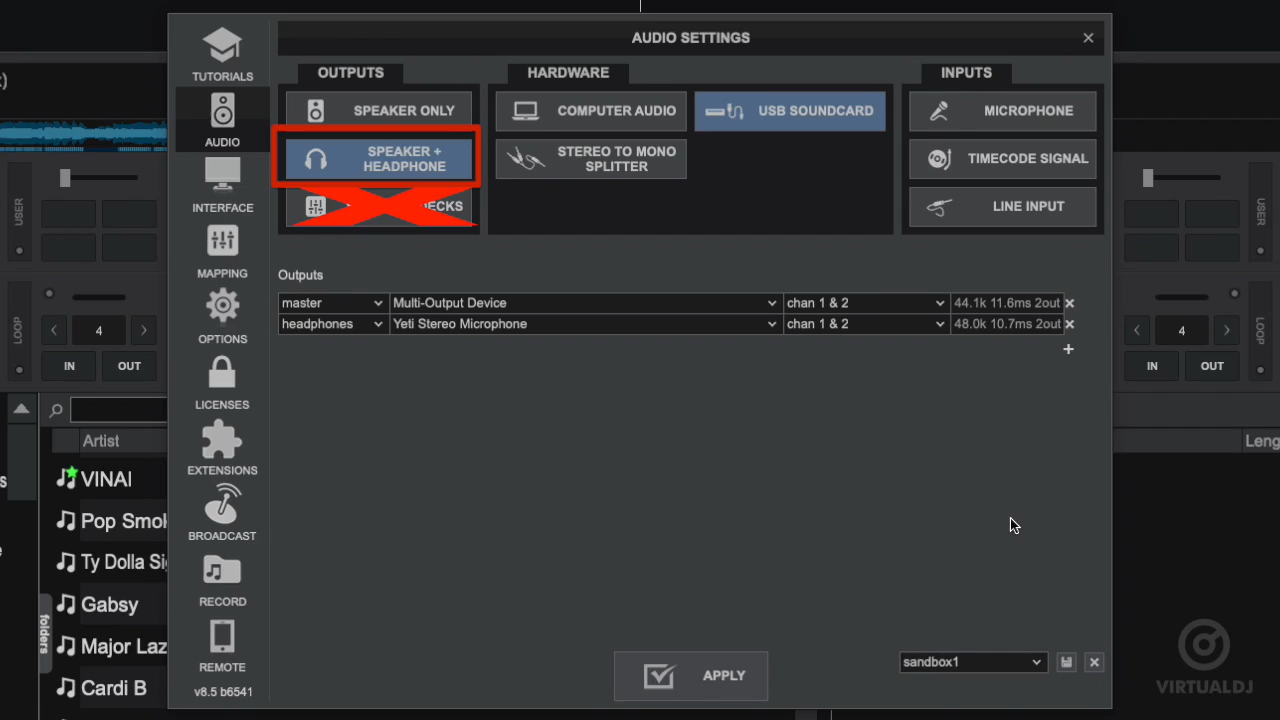 AUDIO SETTINGS
TUTORIALS
AUDIO
INTERFACE
MAPPING
OPTIONS
LICENSES
EXTENSIONS
BROADCAST
RECORD
REMOTE
v8.5 b6541
OUTPUTS
SPEAKER ONLY
SPEAKER +
HEADPHONE
ECKS
HARDWARE
COMPUTER AUDIO
USB SOUNDCARD
STEREO TO MONO
SPLITTER
INPUTS
MICROPHONE
TIMECODE SIGNAL
LINE INPUT
Outputs
master Multi-Output Device chan 1 & 2 44.1k 11.6ms 2out
headphones Yeti Stereo Microphone chan 1 & 2 48.0k 10.7ms 2out
+
APPLY
sandbox1
USER
LOOP
4
IN OUT
USER
LOOP
4
IN OUT
Artist
Leng
VINAI
Pop Smok
Ty Dolla Si
Gabsy
Major Laz
Cardi B
folders
VIRTUALDJ